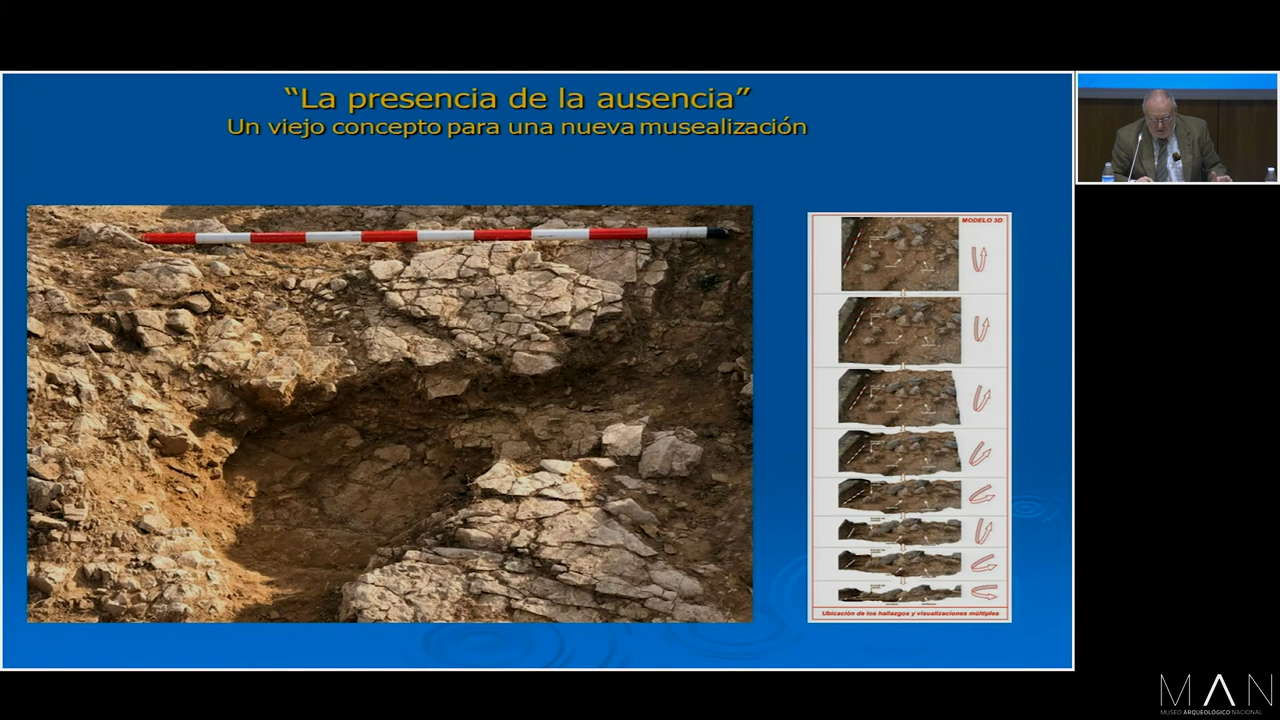 “La presencia de la ausencia”
Un viejo concepto para una nueva musealización
MODELO 3D
Ubicación de los hallazgos y visualizaciones múltiples
MAN
MUSEO ARQUEOLÓGICO NACIONAL